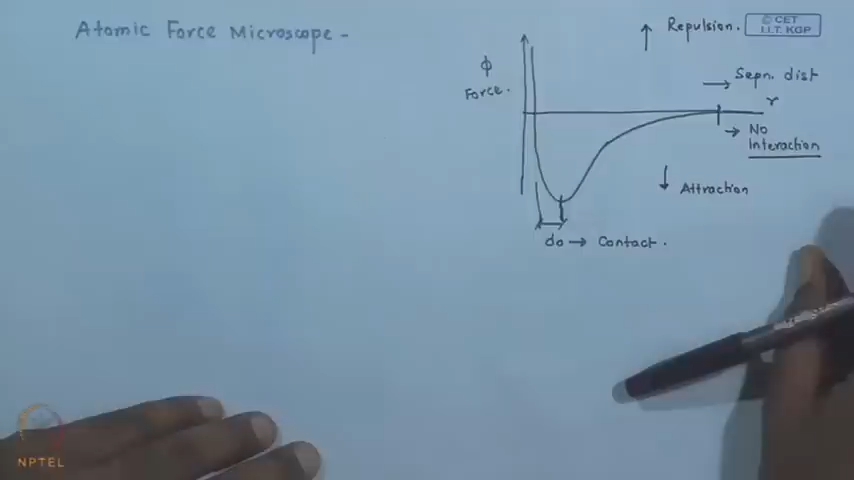 Atomic Force Microscope -
↑ Repulsion.
© CET
I.I.T. KGP
φ
Force.
→ Sepn. dist
r
→ No
Interaction
↓ Attraction
do → Contact.
NPTEL